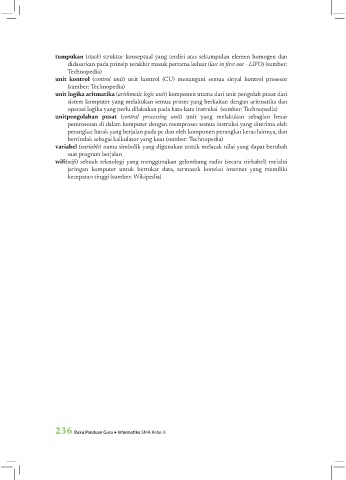 tumpukan (stack) struktur konseptual yang terdiri atas sekumpulan elemen homogen dan
didasarkan pada prinsip terakhir masuk pertama keluar (last in first out - LIFO) (sumber:
Technopedia)
unit kontrol (control unit) unit kontrol (CU) menangani semua sinyal kontrol prosesor
(sumber: Technopedia)
unit logika aritmatika (arithmetic logic unit) komponen utama dari unit pengolah pusat dari
sistem komputer yang melakukan semua proses yang berkaitan dengan aritmatika dan
operasi logika yang perlu dilakukan pada kata-kata instruksi (sumber: Technopedia)
unitpengolahan pusat (central processing unit) unit yang melakukan sebagian besar
pemrosesan di dalam komputer dengan memproses semua instruksi yang diterima oleh
perangkat lunak yang berjalan pada pc dan oleh komponen perangkat keras lainnya, dan
bertindak sebagai kalkulator yang kuat (sumber: Technopedia)
variabel (variable) nama simbolik yang digunakan untuk melacak nilai yang dapat berubah
saat program berjalan
wifi(wifi) sebuah teknologi yang menggunakan gelombang radio (secara nirkabel) melalui
jaringan komputer untuk bertukar data, termasuk koneksi internet yang memiliki
kecepatan tinggi (sumber: Wikipedia)
236 Buku Panduan Guru • Informatika SMA Kelas X